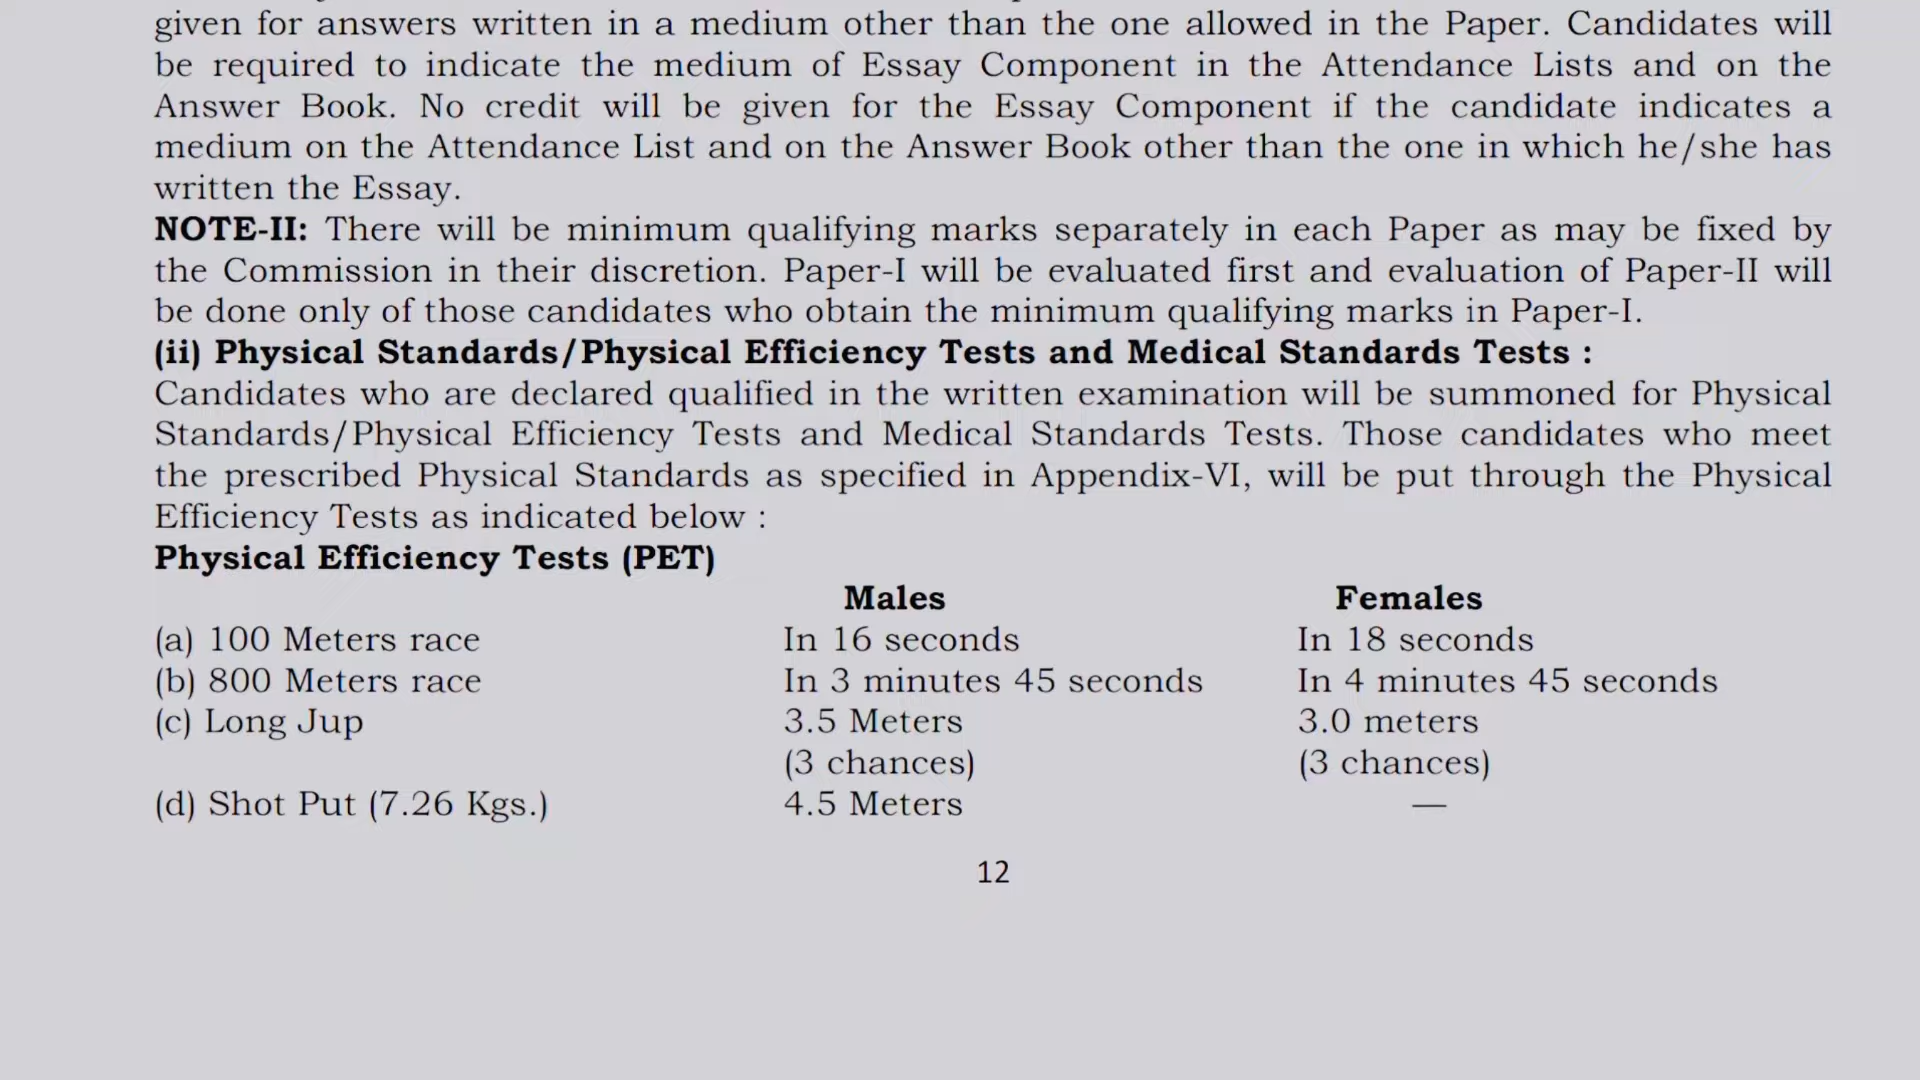 given for answers written in a medium other than the one allowed in the Paper. Candidates will
be required to indicate the medium of Essay Component in the Attendance Lists and on the
Answer Book. No credit will be given for the Essay Component if the candidate indicates a
medium on the Attendance List and on the Answer Book other than the one in which he/she has
written the Essay.
NOTE-II: There will be minimum qualifying marks separately in each Paper as may be fixed by
the Commission in their discretion. Paper-I will be evaluated first and evaluation of Paper-II will
be done only of those candidates who obtain the minimum qualifying marks in Paper-I.
(ii) Physical Standards/Physical Efficiency Tests and Medical Standards Tests :
Candidates who are declared qualified in the written examination will be summoned for Physical
Standards/Physical Efficiency Tests and Medical Standards Tests. Those candidates who meet
the prescribed Physical Standards as specified in Appendix-VI, will be put through the Physical
Efficiency Tests as indicated below :
Physical Efficiency Tests (PET)
Males Females
(a) 100 Meters race In 16 seconds In 18 seconds
(b) 800 Meters race In 3 minutes 45 seconds In 4 minutes 45 seconds
(c) Long Jup 3.5 Meters 3.0 meters
(3 chances) (3 chances)
(d) Shot Put (7.26 Kgs.) 4.5 Meters —
12